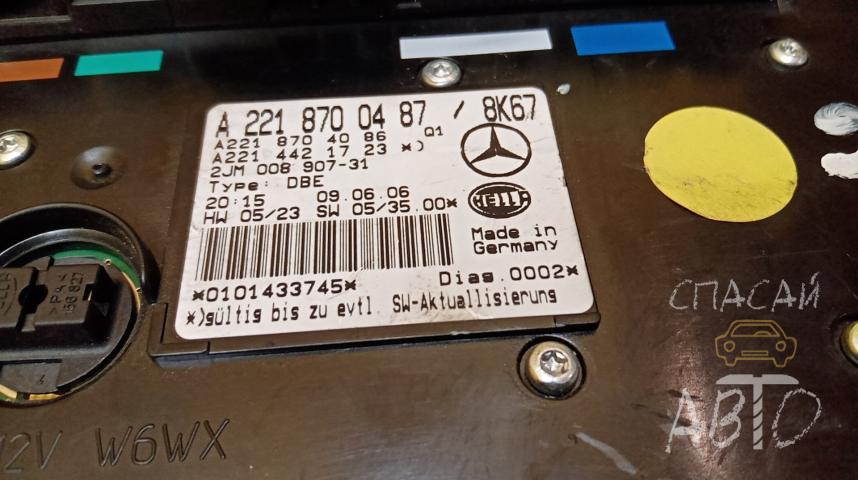 A 221 870 04 87 / 8K67
A221 870 40 86 Q1
A221 442 17 23 *)
2JM 008 907-31
Type: DBE
20:15 09.06.06
HW 05/23 SW 05/35.00*
HELLA
Made in
Germany
*0101433745* Diag.0002*
*)gültig bis zu evtl. SW-Aktuallisierung
>PA<
12V W6WX
СПАСАЙ
АВТО